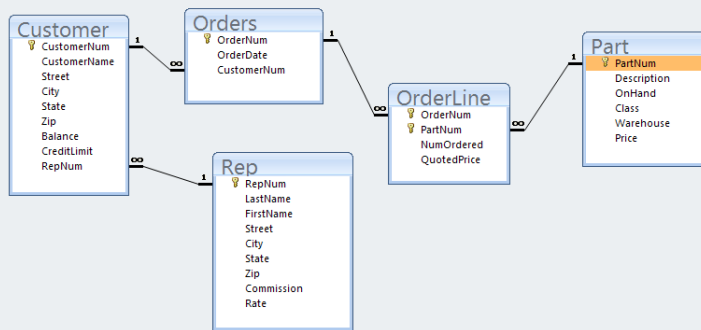 Customer
CustomerNum
CustomerName
Street
City
State
Zip
Balance
CreditLimit
RepNum
1
∞
∞
Orders
OrderNum
OrderDate
CustomerNum
1
∞
Rep
RepNum
LastName
FirstName
Street
City
State
Zip
Commission
Rate
1
OrderLine
OrderNum
PartNum
NumOrdered
QuotedPrice
∞
1
Part
PartNum
Description
OnHand
Class
Warehouse
Price